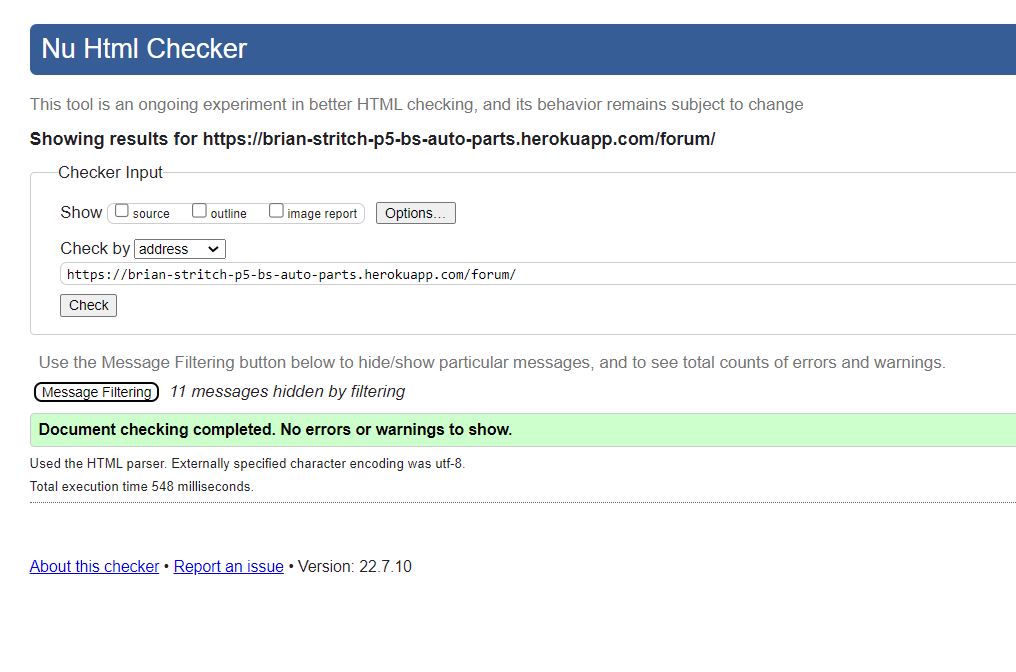 Nu Html Checker
This tool is an ongoing experiment in better HTML checking, and its behavior remains subject to change
Showing results for https://brian-stritch-p5-bs-auto-parts.herokuapp.com/forum/
Checker Input
Show source outline image report Options...
Check by address
https://brian-stritch-p5-bs-auto-parts.herokuapp.com/forum/
Check
Use the Message Filtering button below to hide/show particular messages, and to see total counts of errors and warnings.
Message Filtering 11 messages hidden by filtering
Document checking completed. No errors or warnings to show.
Used the HTML parser. Externally specified character encoding was utf-8.
Total execution time 548 milliseconds.
About this checker • Report an issue • Version: 22.7.10